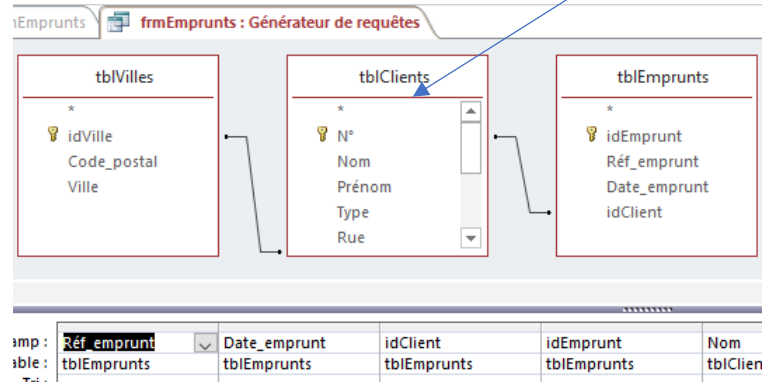 nEmprunts frmEmprunts : Générateur de requêtes
tblVilles
*
idVille
Code_postal
Ville
tblClients
*
N°
Nom
Prénom
Type
Rue
tblEmprunts
*
idEmprunt
Réf_emprunt
Date_emprunt
idClient
amp : Réf_emprunt Date_emprunt idClient idEmprunt Nom
able : tblEmprunts tblEmprunts tblEmprunts tblEmprunts tblClien